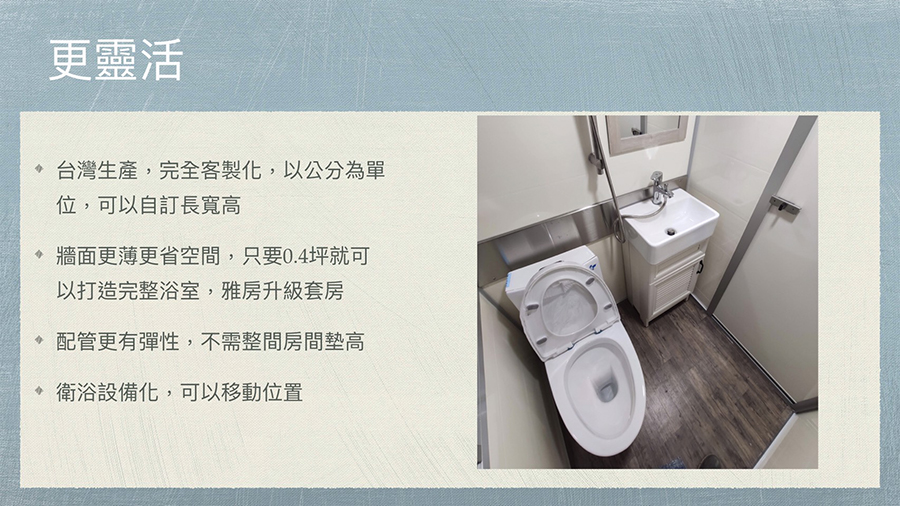 更靈活
台灣生產，完全客製化，以公分為單
位，可以自訂長寬高
牆面更薄更省空間，只要0.4坪就可
以打造完整浴室，雅房升級套房
配管更有彈性，不需整間房間墊高
衛浴設備化，可以移動位置